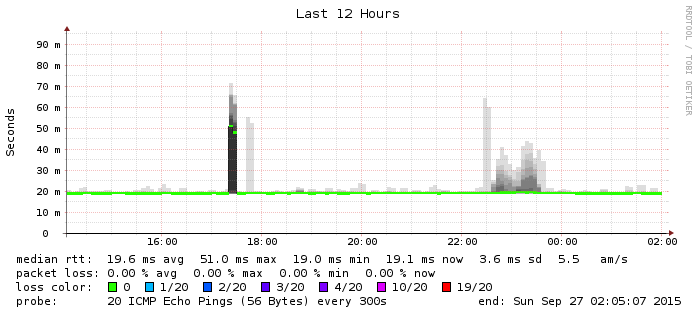 Last 12 Hours
RRDTOOL / TOBI OETIKER
Seconds
90 m
80 m
70 m
60 m
50 m
40 m
30 m
20 m
10 m
0
16:00 18:00 20:00 22:00 00:00 02:00
median rtt: 19.6 ms avg 51.0 ms max 19.0 ms min 19.1 ms now 3.6 ms sd 5.5 am/s
packet loss: 0.00 % avg 0.00 % max 0.00 % min 0.00 % now
loss color: 0 1/20 2/20 3/20 4/20 10/20 19/20
probe: 20 ICMP Echo Pings (56 Bytes) every 300s end: Sun Sep 27 02:05:07 2015